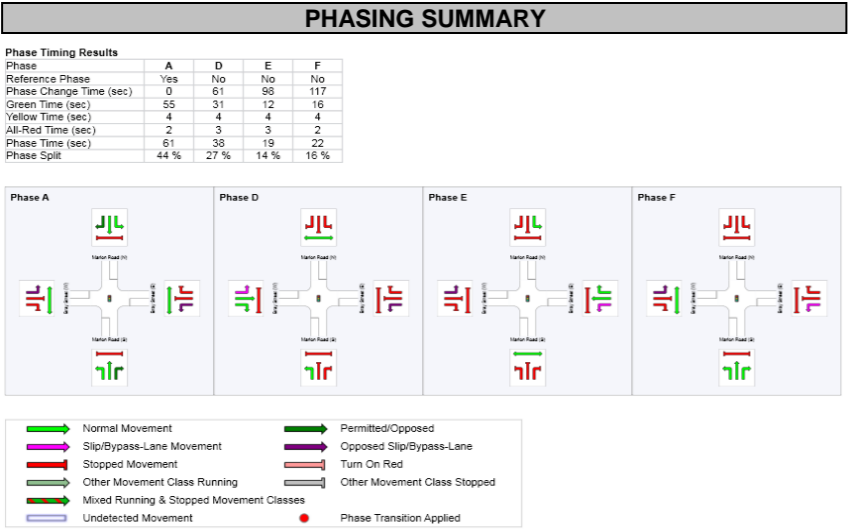 PHASING SUMMARY
Phase Timing Results
Phase A D E F
Reference Phase Yes No No No
Phase Change Time (sec) 0 61 98 117
Green Time (sec) 55 31 12 16
Yellow Time (sec) 4 4 4 4
All-Red Time (sec) 2 3 3 2
Phase Time (sec) 61 38 19 22
Phase Split 44 % 27 % 14 % 16 %
Phase A Phase D Phase E Phase F
Marion Road (N) Marion Road (N) Marion Road (N) Marion Road (N)
Marion Road (S) Marion Road (S) Marion Road (S) Marion Road (S)
Normal Movement Permitted/Opposed
Slip/Bypass-Lane Movement Opposed Slip/Bypass-Lane
Stopped Movement Turn On Red
Other Movement Class Running Other Movement Class Stopped
Mixed Running & Stopped Movement Classes
Undetected Movement Phase Transition Applied